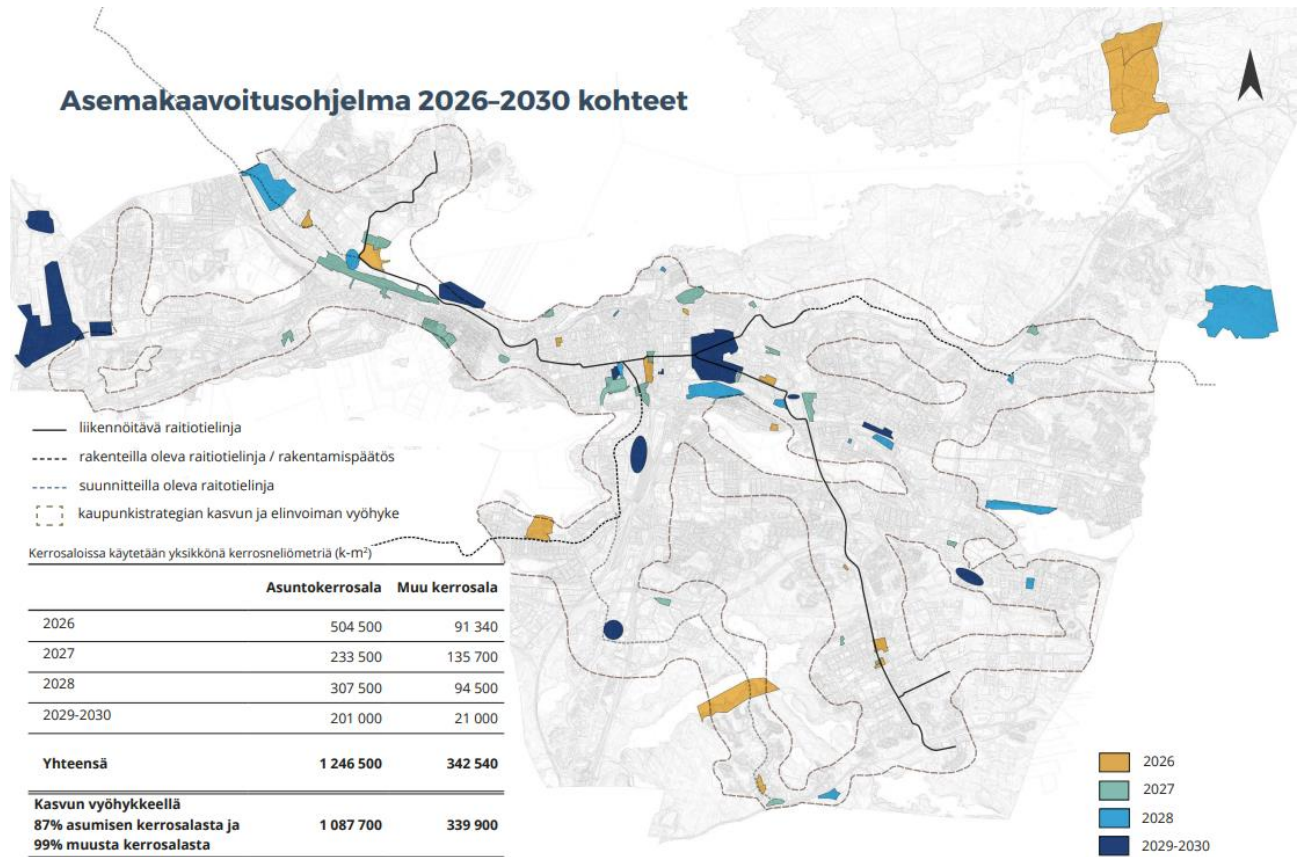 Asemakaavoitusohjelma 2026–2030 kohteet
liikennöitävä raitiotielinja
rakenteilla oleva raitiotielinja / rakentamispäätös
suunnitteilla oleva raitotielinja
kaupunkistrategian kasvun ja elinvoiman vyöhyke
Kerrosaloissa käytetään yksikkönä kerrosneliömetriä (k-m²)
Asuntokerrosala Muu kerrosala
2026 504 500 91 340
2027 233 500 135 700
2028 307 500 94 500
2029-2030 201 000 21 000
Yhteensä 1 246 500 342 540
Kasvun vyöhykkeellä
87% asumisen kerrosalasta ja 1 087 700 339 900
99% muusta kerrosalasta
2026
2027
2028
2029-2030